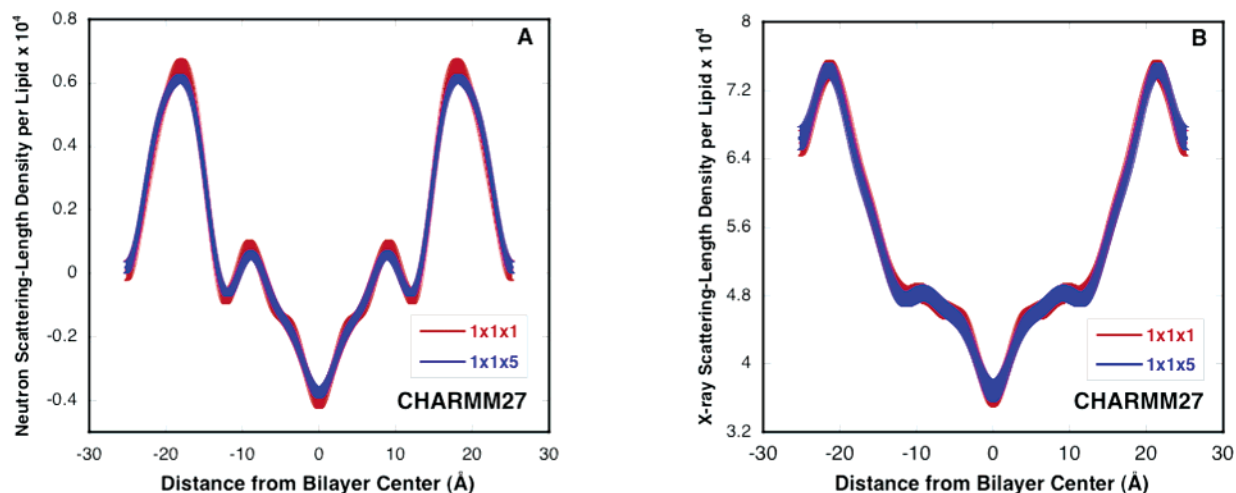 Neutron Scattering-Length Density per Lipid x 10⁴
0.8
0.6
0.4
0.2
0
-0.2
-0.4
A
1x1x1
1x1x5
CHARMM27
-30
-20
-10
0
10
20
30
Distance from Bilayer Center (Å)
X-ray Scattering-Length Density per Lipid x 10⁴
8
7.2
6.4
5.6
4.8
4
3.2
B
1x1x1
1x1x5
CHARMM27
-30
-20
-10
0
10
20
30
Distance from Bilayer Center (Å)